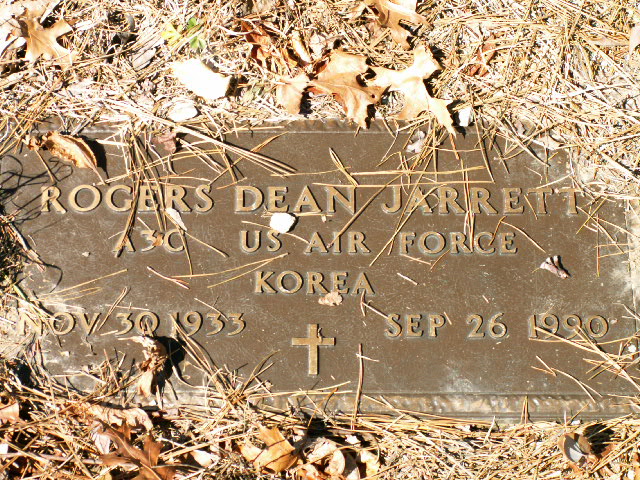 ROGERS DEAN JARRETT
A3C US AIR FORCE
KOREA
NOV 30 1933 SEP 26 1990